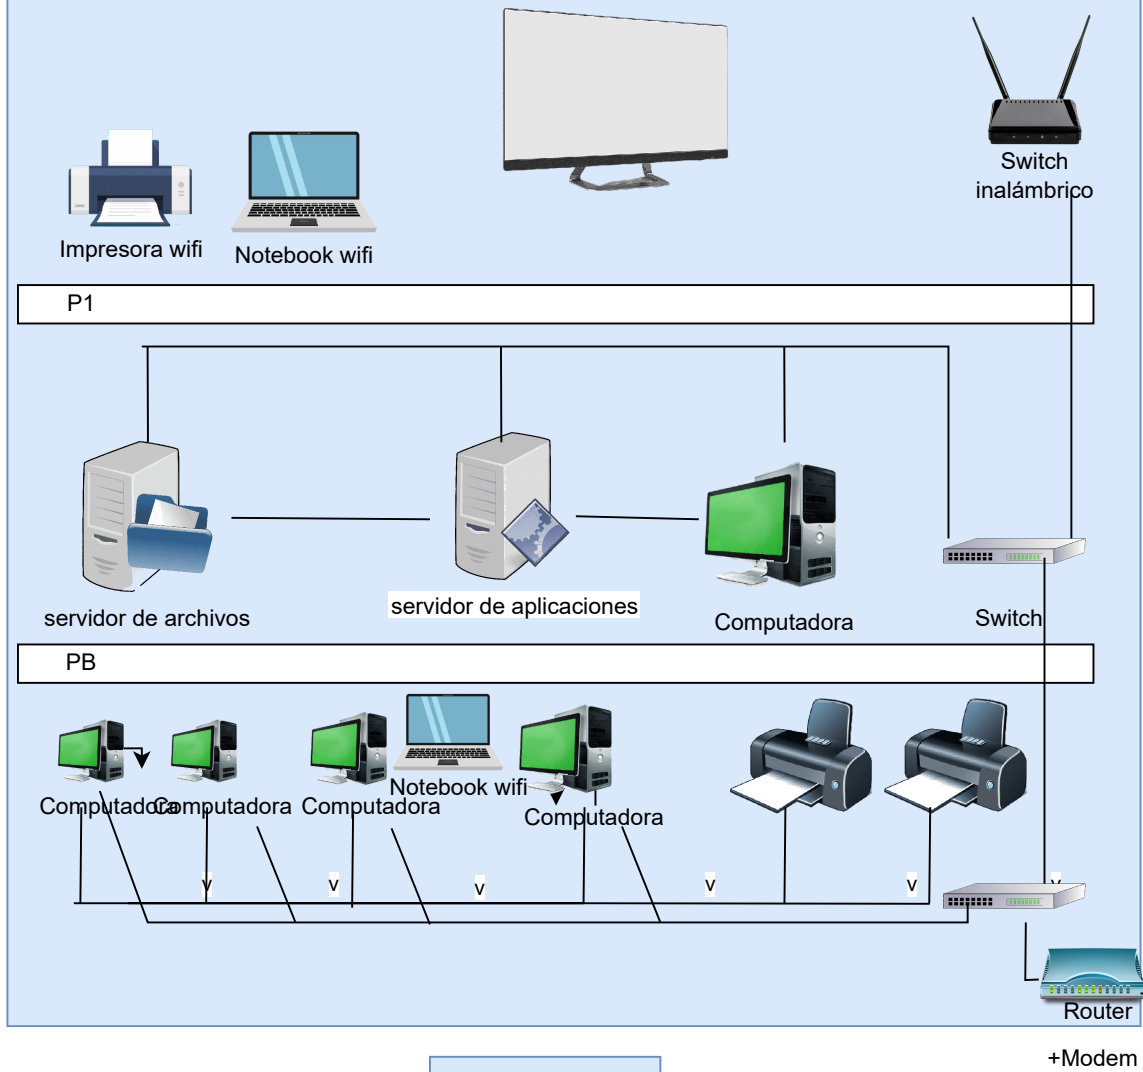 Switch
inalámbrico
Impresora wifi
Notebook wifi
P1
servidor de archivos
servidor de aplicaciones
Computadora
Switch
PB
Notebook wifi
Computadora
Computadora
Computadora
Computadora
v
v
v
v
v
v
Router
+Modem